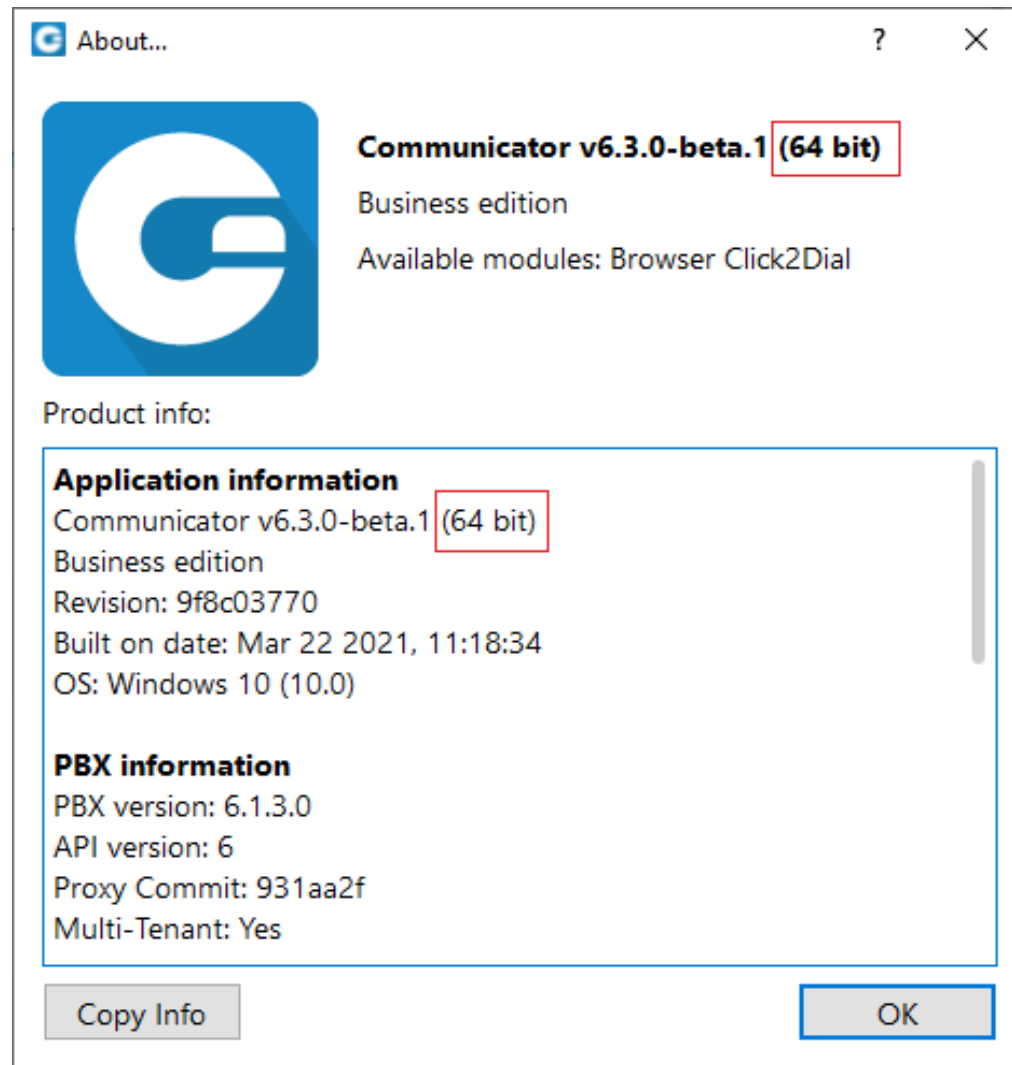 About...
?
Communicator v6.3.0-beta.1 (64 bit)
Business edition
Available modules: Browser Click2Dial
Product info:
Application information
Communicator v6.3.0-beta.1 (64 bit)
Business edition
Revision: 9f8c03770
Built on date: Mar 22 2021, 11:18:34
OS: Windows 10 (10.0)
PBX information
PBX version: 6.1.3.0
API version: 6
Proxy Commit: 931aa2f
Multi-Tenant: Yes
Copy Info
OK